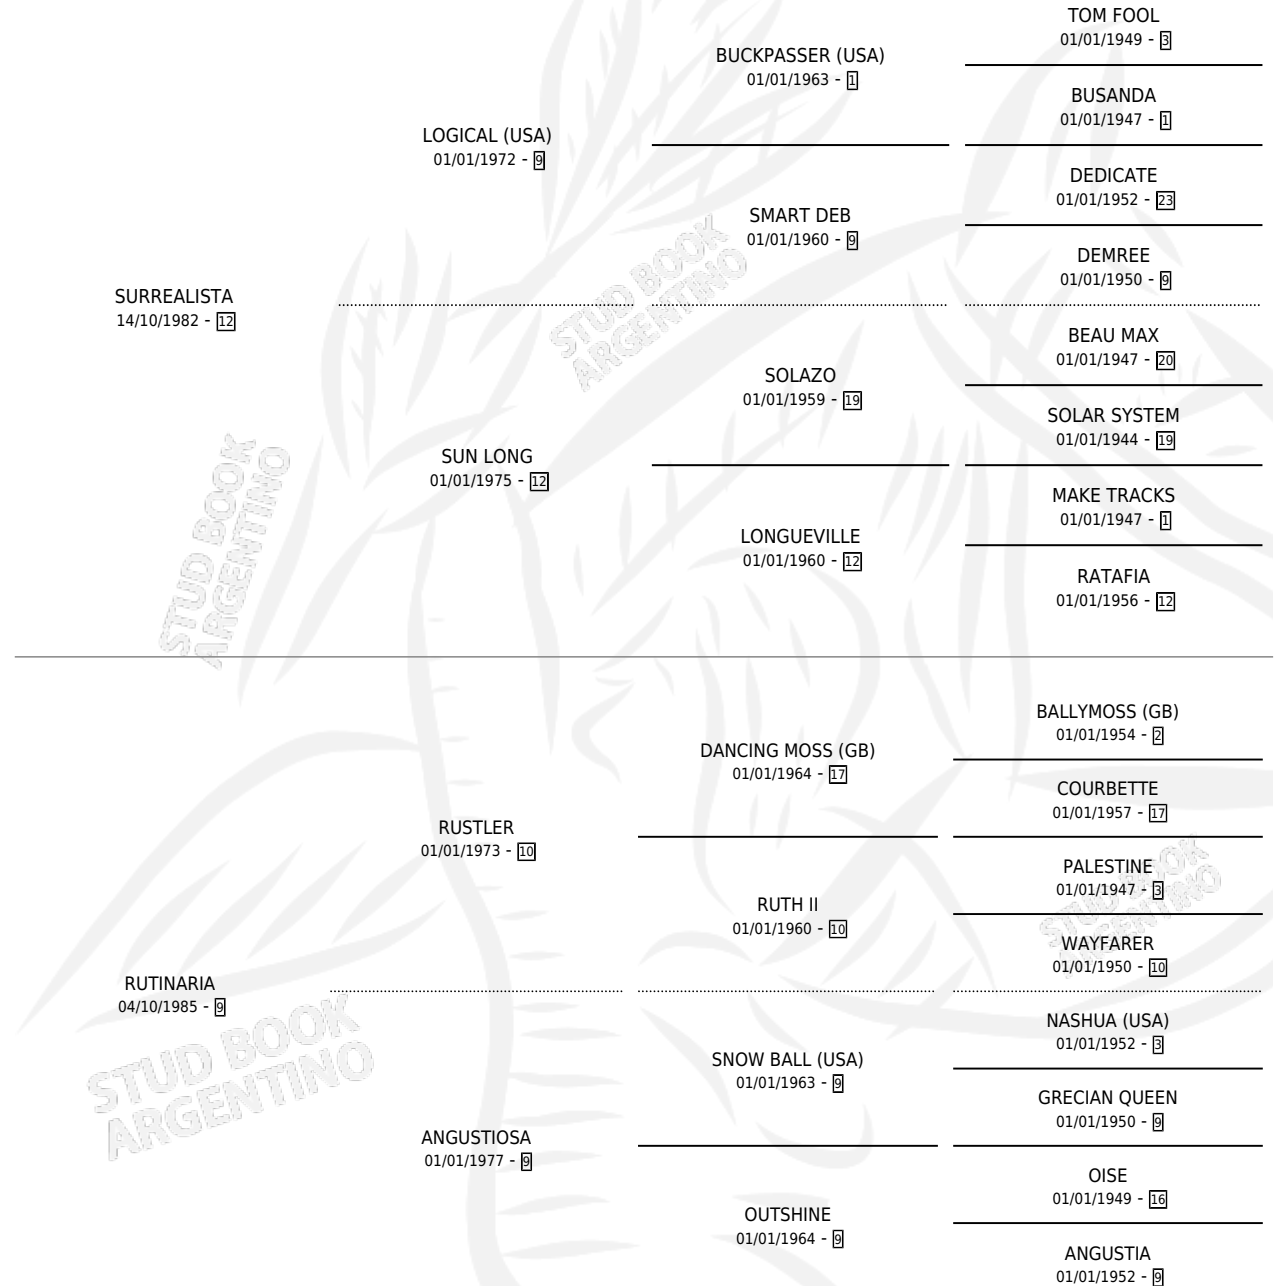 TOM FOOL
01/01/1949 - 3
BUCKPASSER (USA)
01/01/1963 - 1
BUSANDA
01/01/1947 - 1
LOGICAL (USA)
01/01/1972 - 9
DEDICATE
01/01/1952 - 23
SMART DEB
01/01/1960 - 9
DEMREE
01/01/1950 - 9
SURREALISTA
14/10/1982 - 12
BEAU MAX
01/01/1947 - 20
SOLAZO
01/01/1959 - 19
SOLAR SYSTEM
01/01/1944 - 19
SUN LONG
01/01/1975 - 12
MAKE TRACKS
01/01/1947 - 1
LONGUEVILLE
01/01/1960 - 12
RATAFIA
01/01/1956 - 12
BALLYMOSS (GB)
01/01/1954 - 2
DANCING MOSS (GB)
01/01/1964 - 17
COURBETTE
01/01/1957 - 17
RUSTLER
01/01/1973 - 10
PALESTINE
01/01/1947 - 3
RUTH II
01/01/1960 - 10
WAYFARER
01/01/1950 - 10
RUTINARIA
04/10/1985 - 9
NASHUA (USA)
01/01/1952 - 3
SNOW BALL (USA)
01/01/1963 - 9
GRECIAN QUEEN
01/01/1950 - 9
ANGUSTIOSA
01/01/1977 - 9
OISE
01/01/1949 - 16
OUTSHINE
01/01/1964 - 9
ANGUSTIA
01/01/1952 - 9
STUD BOOK
ARGENTINO
STUD BOOK
ARGENTINO
STUD BOOK
ARGENTINO
STUD BOOK
ARGENTINO